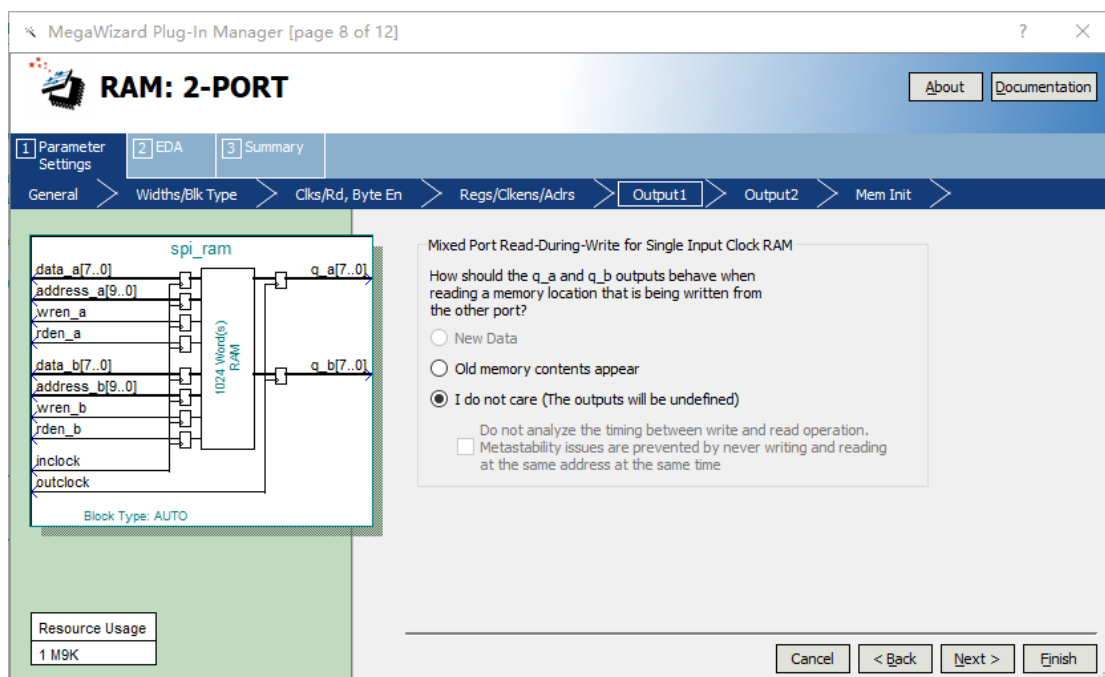 MegaWizard Plug-In Manager [page 8 of 12]
?
RAM: 2-PORT
About
Documentation
1 Parameter Settings
2 EDA
3 Summary
General
Widths/Blk Type
Clks/Rd, Byte En
Regs/Clkens/Adrs
Output1
Output2
Mem Init
spi_ram
data_a[7..0]
q_a[7..0]
address_a[9..0]
wren_a
rden_a
data_b[7..0]
q_b[7..0]
address_b[9..0]
wren_b
rden_b
inclock
outclock
1024 Word(s)
RAM
Block Type: AUTO
Mixed Port Read-During-Write for Single Input Clock RAM
How should the q_a and q_b outputs behave when
reading a memory location that is being written from
the other port?
New Data
Old memory contents appear
I do not care (The outputs will be undefined)
Do not analyze the timing between write and read operation.
Metastability issues are prevented by never writing and reading
at the same address at the same time
Resource Usage
1 M9K
Cancel
< Back
Next >
Finish